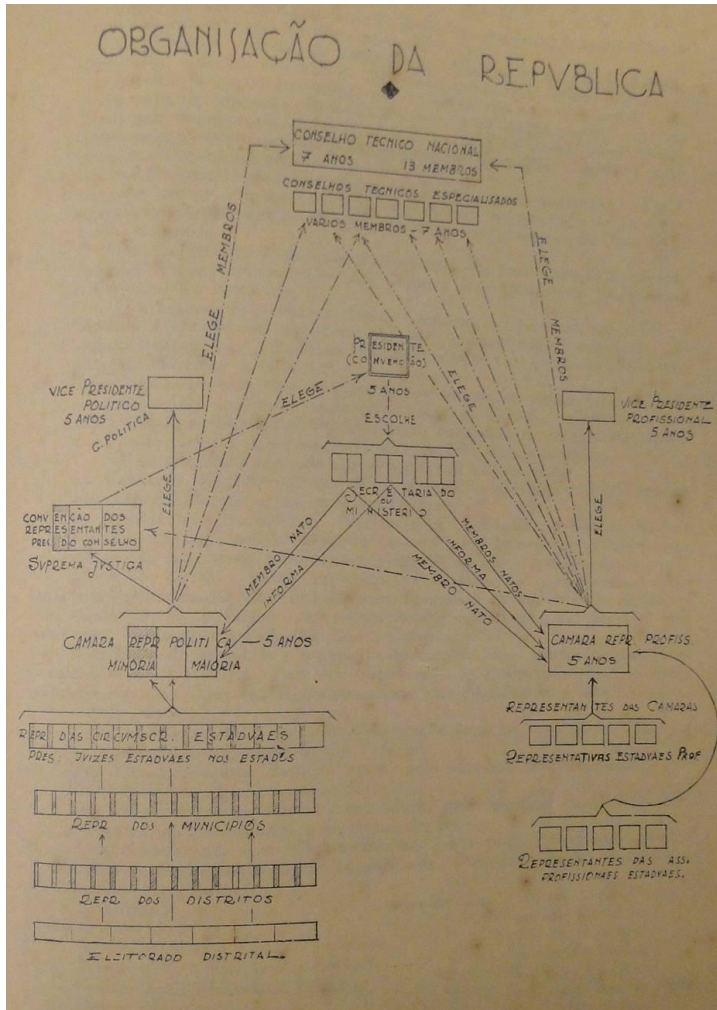 ORGANISAÇÃO DA REPVBLICA
CONSELHO TECNICO NACIONAL
7 ANOS 13 MEMBROS
CONSELHOS TECNICOS ESPECIALISADOS
VARIOS MEMBROS - 7 ANOS
ELEGE MEMBROS
ELEGE MEMBROS
ELEGE
PRESIDENTE
(CONVENCÃO)
5 ANOS
ESCOLHE
VICE PRESIDENTE
POLITICO
5 ANOS
C. POLITICA
ELEGE
VICE PRESIDENTE
PROFISSIONAL
5 ANOS
SECRETARIADO
OU
MINISTERIO
ELEGE
ELEGE
CONVENÇÃO DOS
REPRESENTANTES
PRES. DO CONSELHO
SVPREMA JVSTIÇA
MEMBRO NATO
INFORMA
MEMBROS NATOS
INFORMA
MEMBRO NATO
CAMARA REPR POLITICA - 5 ANOS
MINORIA MAIORIA
CAMARA REPR. PROFISS.
5 ANOS
REPR DAS CIRCVMSCR. ESTADVAES
PRES: JVIZES ESTADVAES NOS ESTADOS
REPR DOS MVNICIPIOS
REPR DOS DISTRITOS
ELEITORADO DISTRITAL
REPRESENTANTES DAS CAMARAS
REPRESENTATIVAS ESTADVAES PROF
REPRESENTANTES DAS ASS.
PROFISSIONAES ESTADVAES.